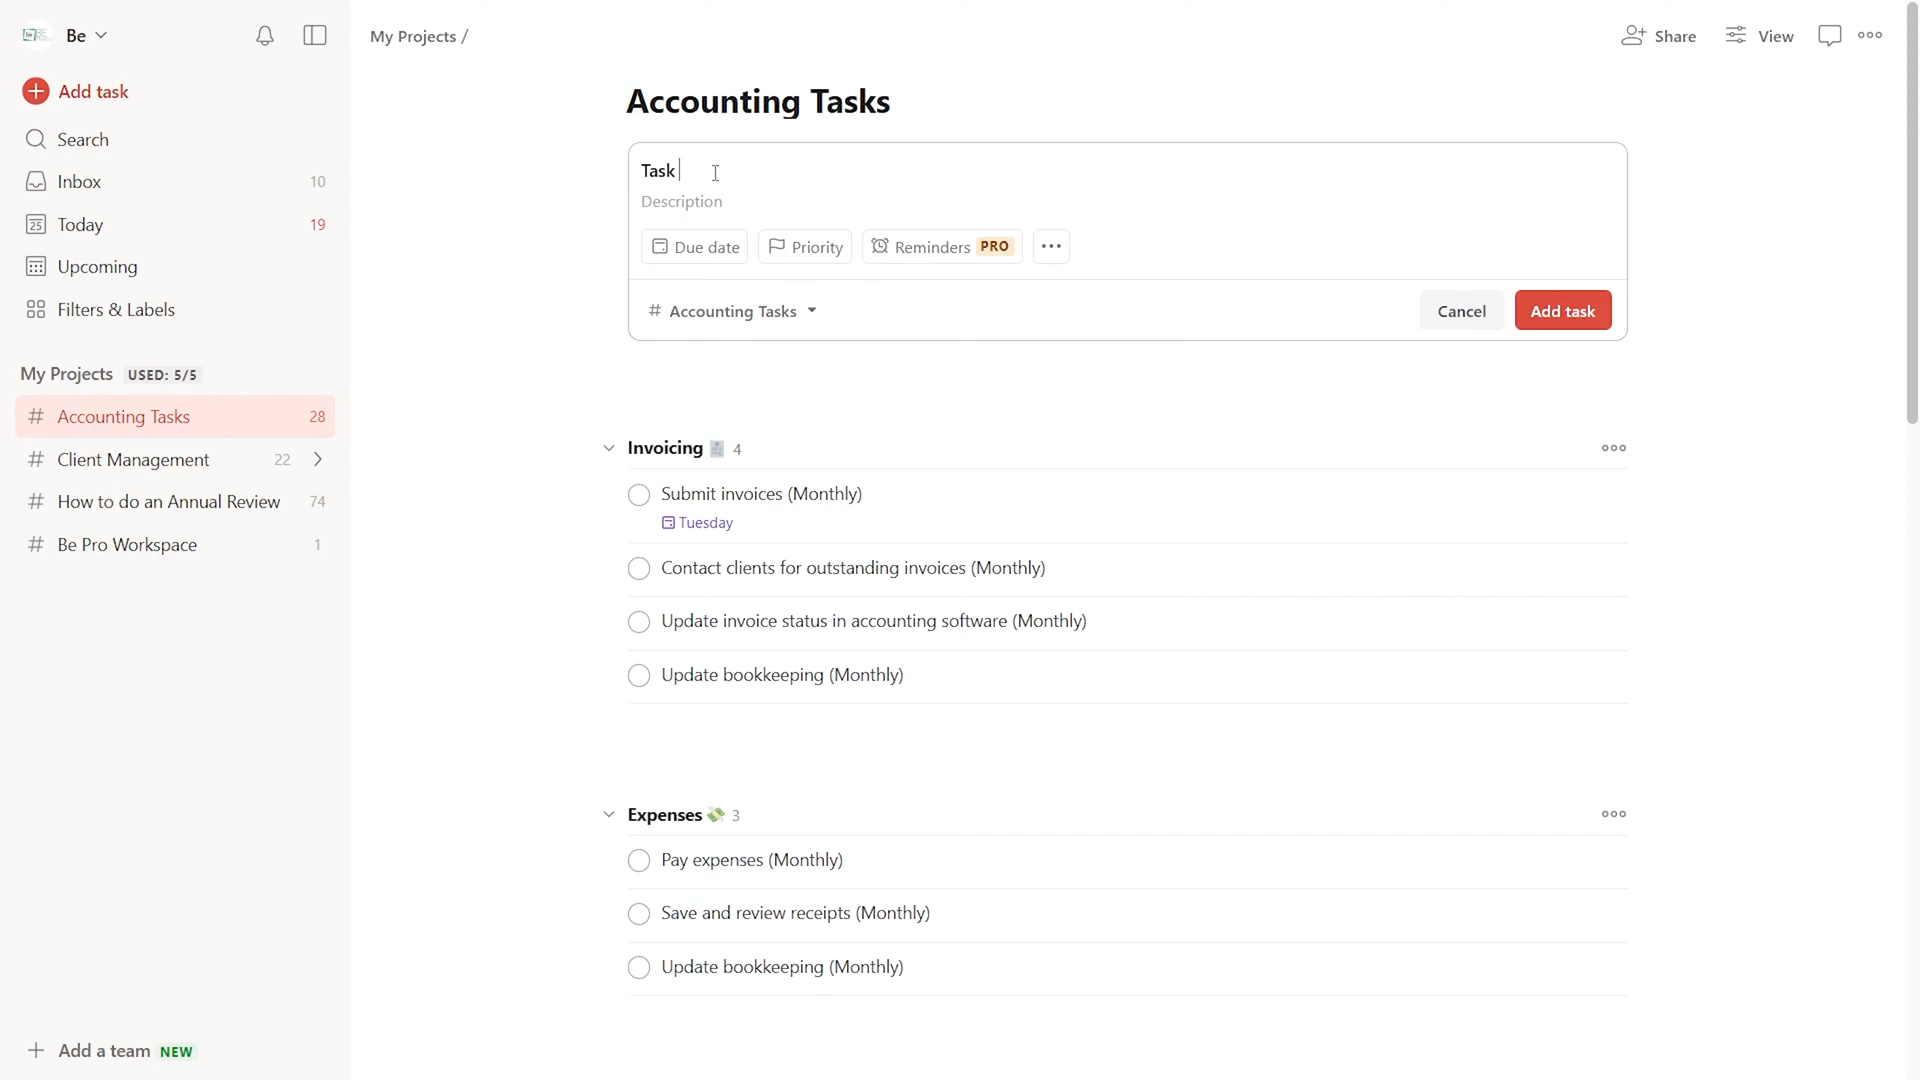 Be
Add task
Search
Inbox 10
25 Today 19
Upcoming
Filters & Labels
My Projects USED: 5/5
# Accounting Tasks 28
# Client Management 22
# How to do an Annual Review 74
# Be Pro Workspace 1
+ Add a team NEW
My Projects /
Share View
Accounting Tasks
Task
Description
Due date Priority Reminders PRO
# Accounting Tasks Cancel Add task
Invoicing 4
Submit invoices (Monthly)
Tuesday
Contact clients for outstanding invoices (Monthly)
Update invoice status in accounting software (Monthly)
Update bookkeeping (Monthly)
Expenses 3
Pay expenses (Monthly)
Save and review receipts (Monthly)
Update bookkeeping (Monthly)